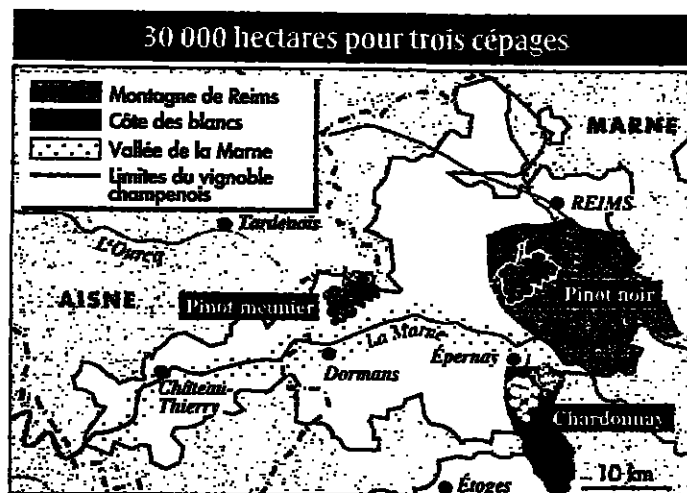 30 000 hectares pour trois cépages
Montagne de Reims
Côte des blancs
Vallée de la Marne
Limites du vignoble
champenois
MARNE
REIMS
Tardenois
L'Ourcq
AISNE
Pinot meunier
Pinot noir
La Marne
Épernay
Château-
Thierry
Dormans
Chardonnay
Étoges
10 km